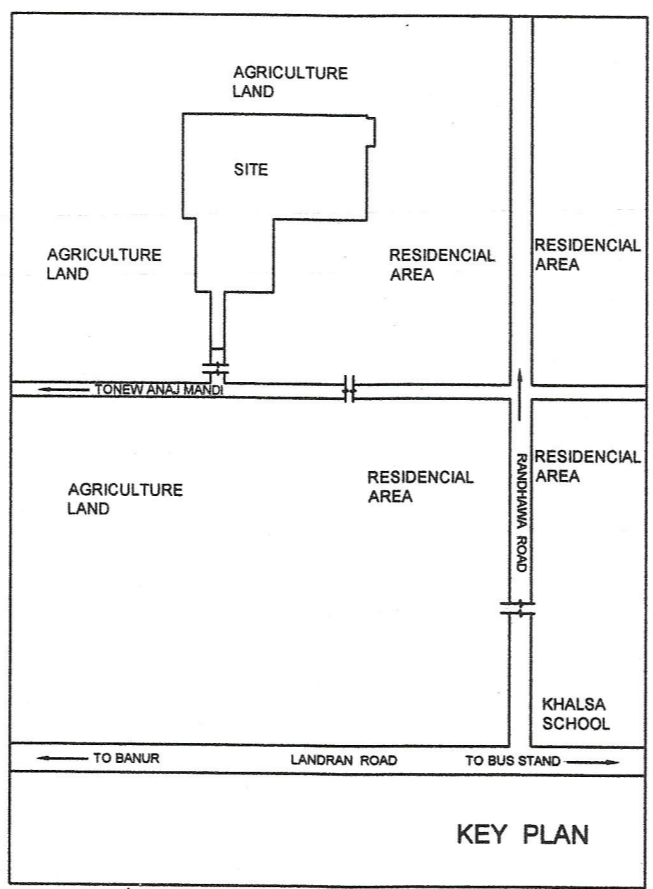 AGRICULTURE
LAND
SITE
AGRICULTURE
LAND
RESIDENCIAL
AREA
RESIDENCIAL
AREA
TONEW ANAJ MANDI
AGRICULTURE
LAND
RESIDENCIAL
AREA
RANDHAWA ROAD
RESIDENCIAL
AREA
KHALSA
SCHOOL
TO BANUR
LANDRAN ROAD
TO BUS STAND
KEY PLAN